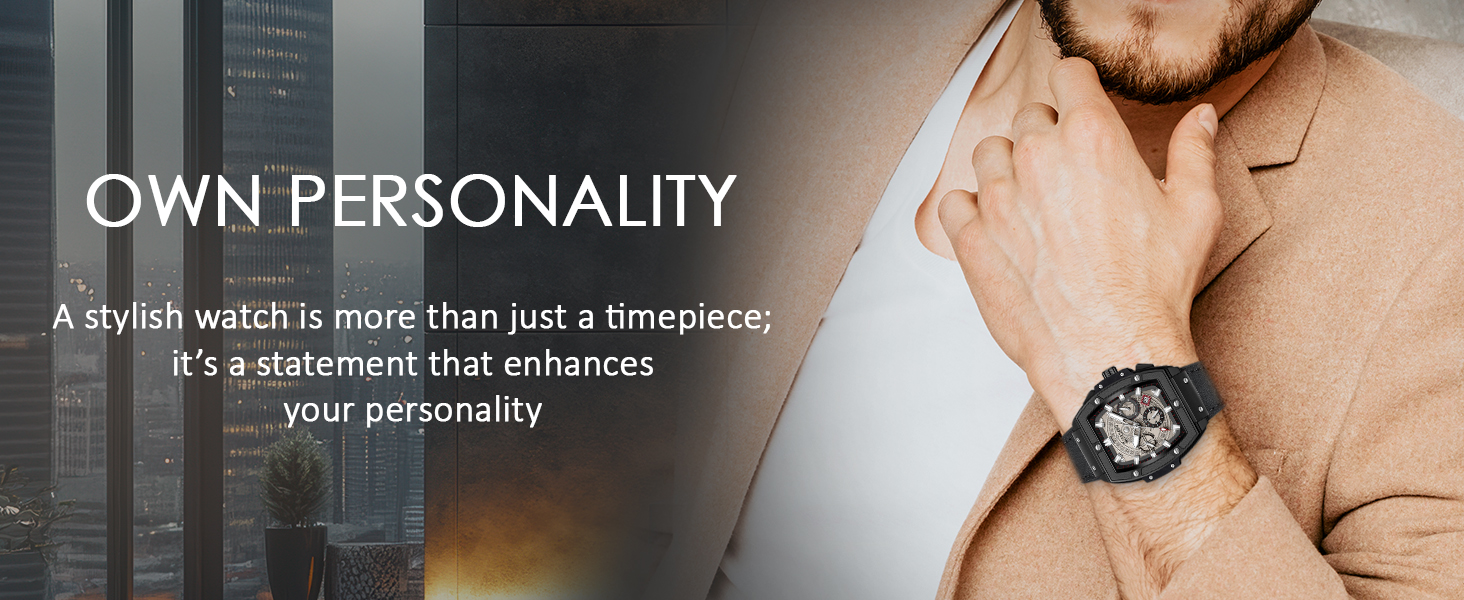 OWN PERSONALITY
A stylish watch is more than just a timepiece;
it’s a statement that enhances
your personality